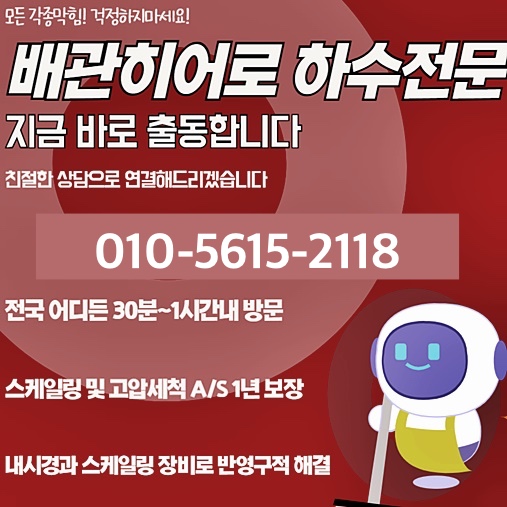 모든 각종막힘! 걱정하지마세요!
배관히어로 하수전문
지금 바로 출동합니다
친절한 상담으로 연결해드리겠습니다
010-5615-2118
전국 어디든 30분~1시간내 방문
스케일링 및 고압세척 A/S 1년 보장
내시경과 스케일링 장비로 반영구적 해결